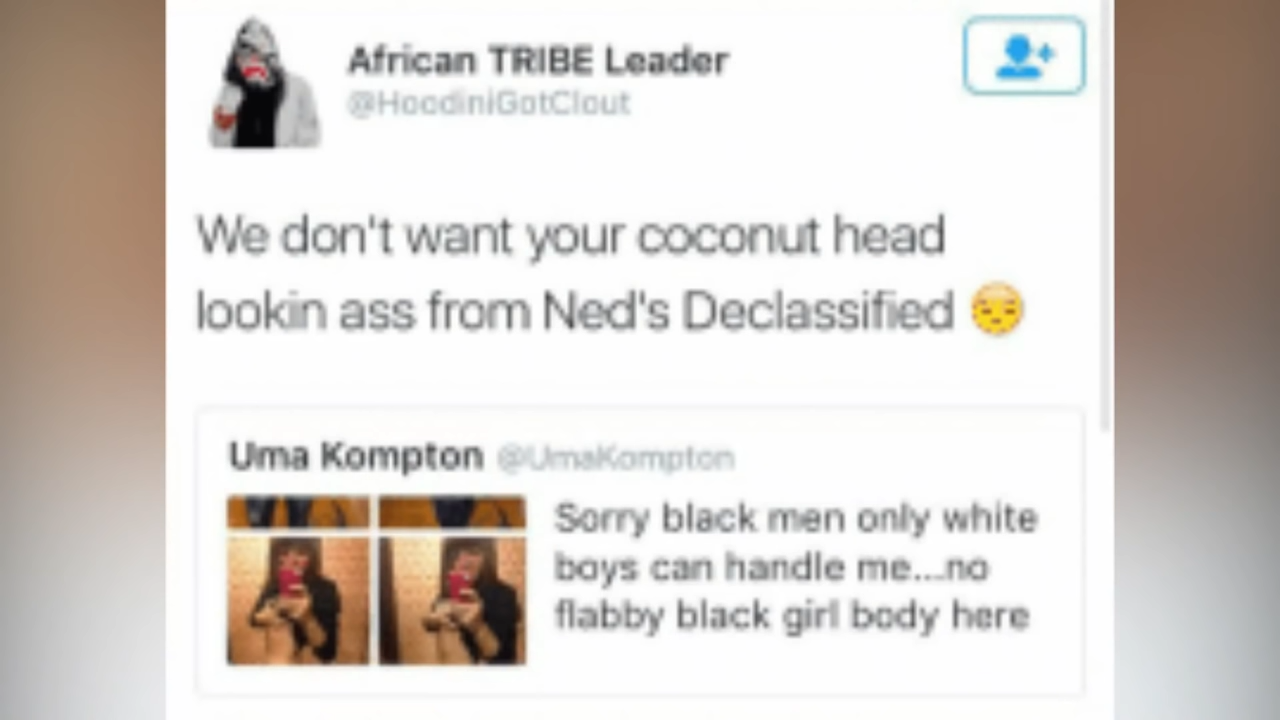 African TRIBE Leader
@HoodiniGotClout
We don't want your coconut head
lookin ass from Ned's Declassified 😔
Uma Kompton @UmaKompton
Sorry black men only white
boys can handle me...no
flabby black girl body here